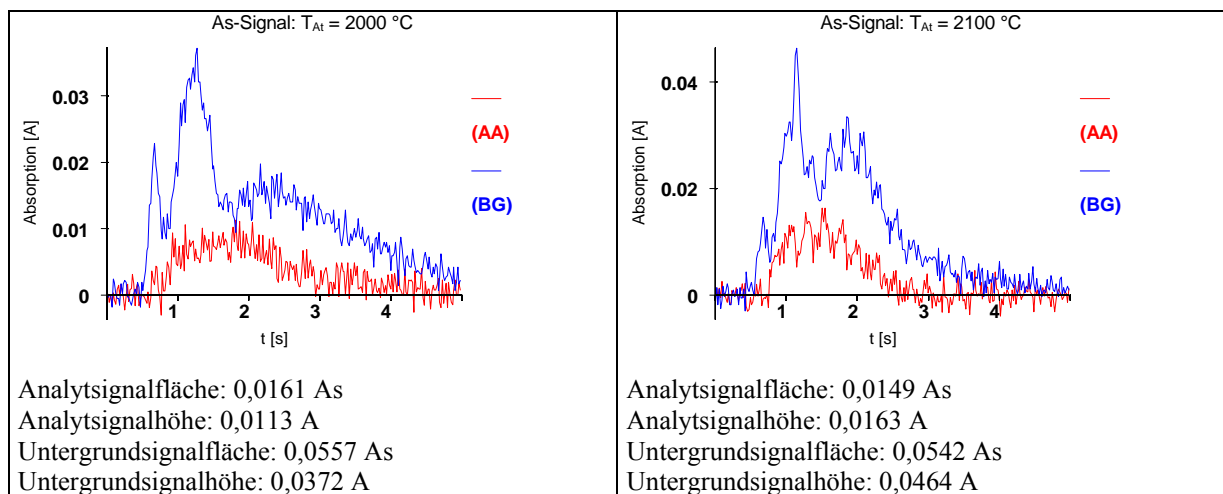 As-Signal: T_At = 2000 °C
Absorption [A]
0.03
0.02
0.01
0
1 2 3 4
t [s]
(AA)
(BG)
Analytsignalfläche: 0,0161 As
Analytsignalhöhe: 0,0113 A
Untergrundsignalfläche: 0,0557 As
Untergrundsignalhöhe: 0,0372 A
As-Signal: T_At = 2100 °C
Absorption [A]
0.04
0.02
0
1 2 3 4
t [s]
(AA)
(BG)
Analytsignalfläche: 0,0149 As
Analytsignalhöhe: 0,0163 A
Untergrundsignalfläche: 0,0542 As
Untergrundsignalhöhe: 0,0464 A